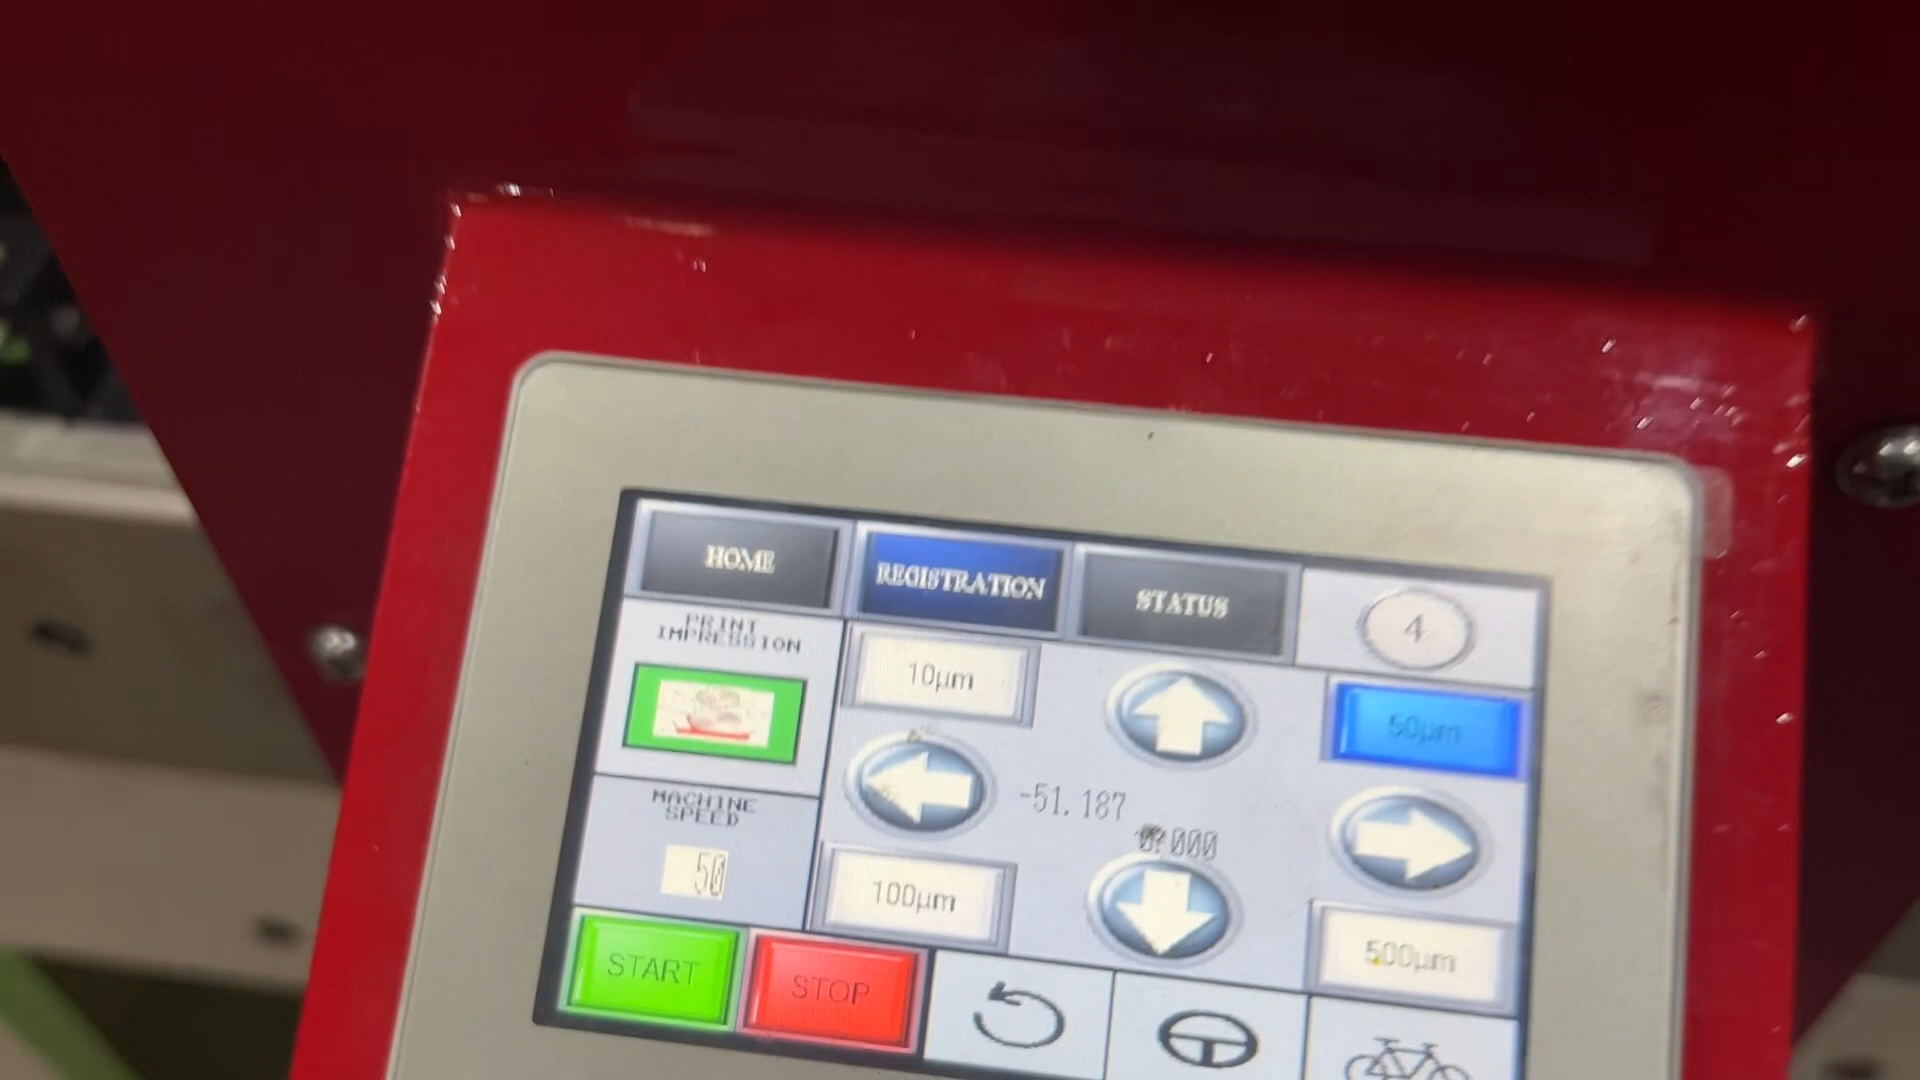 HOME
REGISTRATION
STATUS
4
PRINT
IMPRESSION
10µm
50µm
-51.187
0.000
MACHINE
SPEED
50
100µm
500µm
START
STOP